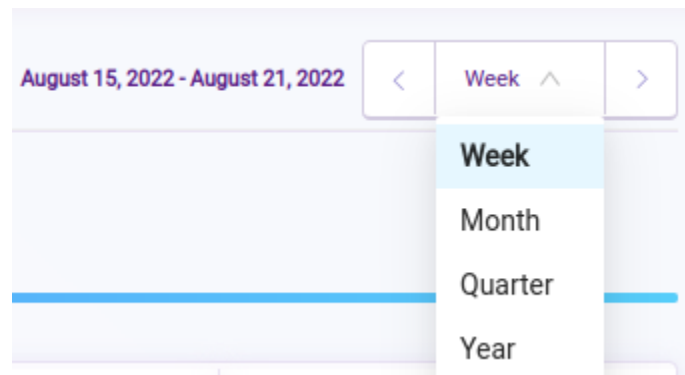 August 15, 2022 - August 21, 2022 Week
Week
Month
Quarter
Year